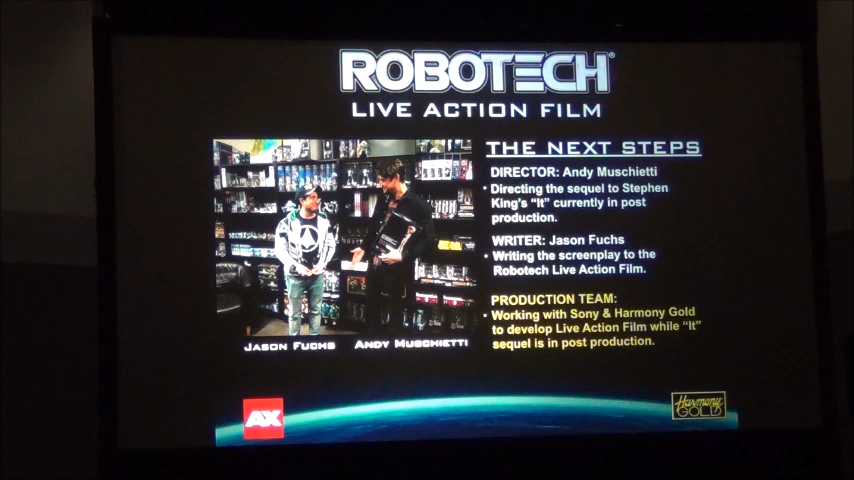 ROBOTECH®
LIVE ACTION FILM
THE NEXT STEPS
DIRECTOR: Andy Muschietti
• Directing the sequel to Stephen
King's "It" currently in post
production.
WRITER: Jason Fuchs
• Writing the screenplay to the
Robotech Live Action Film.
PRODUCTION TEAM:
• Working with Sony & Harmony Gold
to develop Live Action Film while "It"
sequel is in post production.
JASON FUCHS ANDY MUSCHIETTI
AX
Harmony
GOLD